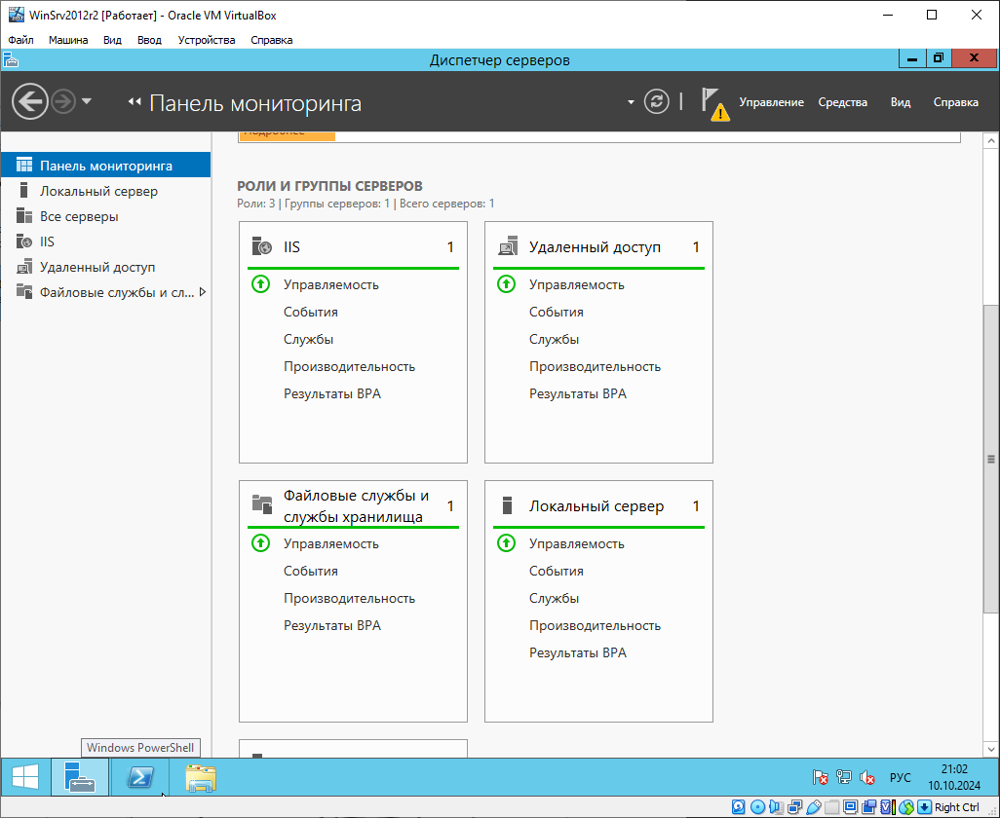 WinSrv2012r2 [Работает] - Oracle VM VirtualBox
Файл Машина Вид Ввод Устройства Справка
Диспетчер серверов
Панель мониторинга
Управление Средства Вид Справка
Подробнее
Панель мониторинга
Локальный сервер
Все серверы
IIS
Удаленный доступ
Файловые службы и сл...
РОЛИ И ГРУППЫ СЕРВЕРОВ
Роли: 3 | Группы серверов: 1 | Всего серверов: 1
IIS 1
Управляемость
События
Службы
Производительность
Результаты BPA
Удаленный доступ 1
Управляемость
События
Службы
Производительность
Результаты BPA
Файловые службы и
службы хранилища 1
Управляемость
События
Производительность
Результаты BPA
Локальный сервер 1
Управляемость
События
Службы
Производительность
Результаты BPA
Windows PowerShell
РУС
21:02
10.10.2024
Right Ctrl